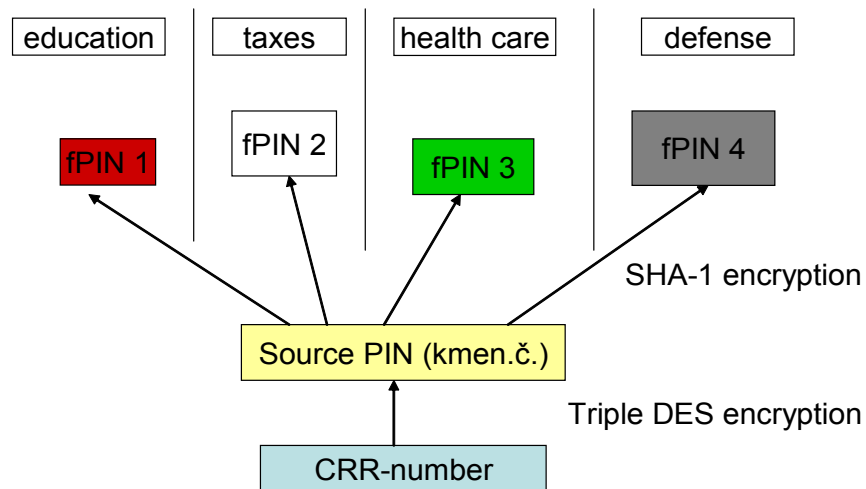 education
taxes
health care
defense
fPIN 1
fPIN 2
fPIN 3
fPIN 4
SHA-1 encryption
Source PIN (kmen.č.)
Triple DES encryption
CRR-number